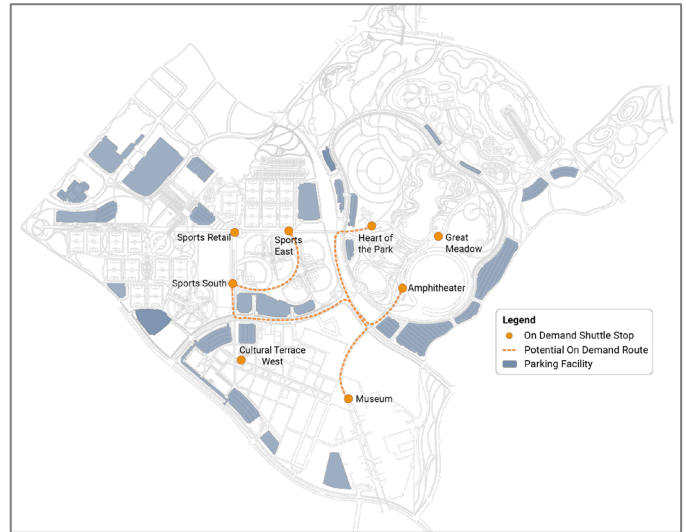 Sports Retail
Sports
East
Heart of
the Park
Great
Meadow
Sports South
Amphitheater
Legend
On Demand Shuttle Stop
Potential On Demand Route
Parking Facility
Cultural Terrace
West
Museum